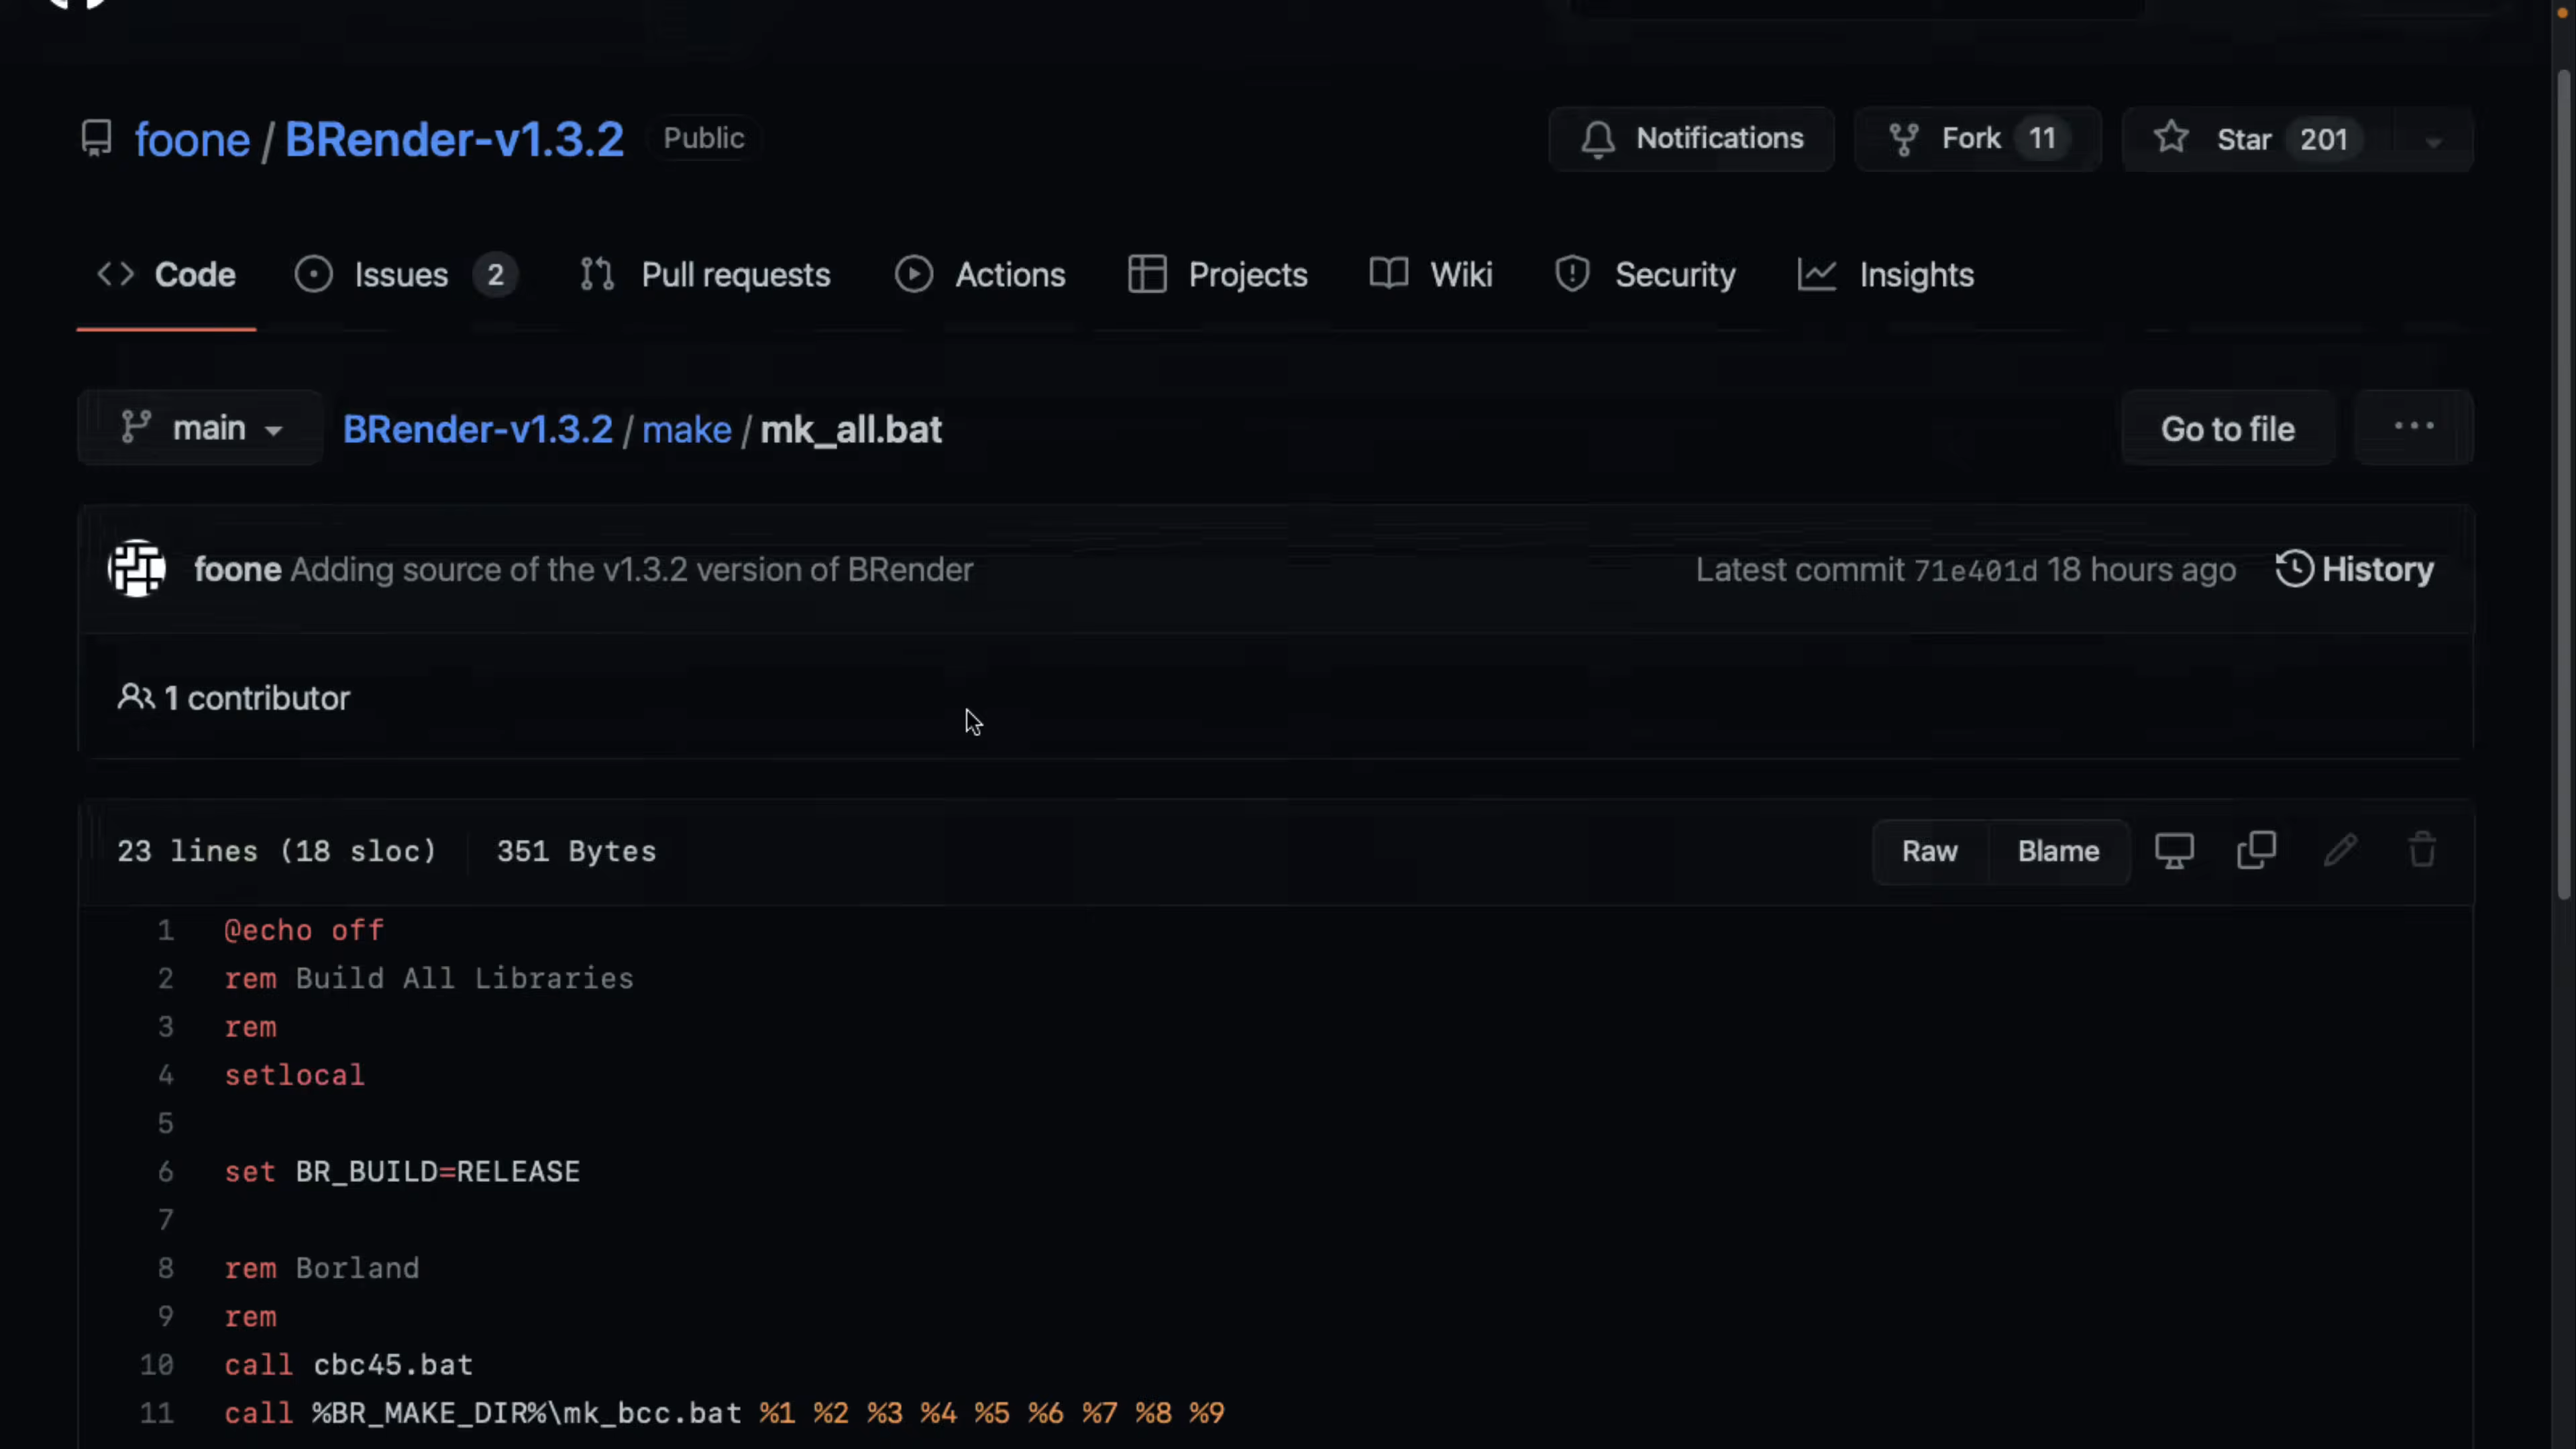 foone / BRender-v1.3.2 Public Notifications Fork 11 Star 201
Code Issues 2 Pull requests Actions Projects Wiki Security Insights
main BRender-v1.3.2 / make / mk_all.bat Go to file ...
foone Adding source of the v1.3.2 version of BRender Latest commit 71e401d 18 hours ago History
1 contributor
23 lines (18 sloc) 351 Bytes Raw Blame
1 @echo off
2 rem Build All Libraries
3 rem
4 setlocal
5
6 set BR_BUILD=RELEASE
7
8 rem Borland
9 rem
10 call cbc45.bat
11 call %BR_MAKE_DIR%\mk_bcc.bat %1 %2 %3 %4 %5 %6 %7 %8 %9